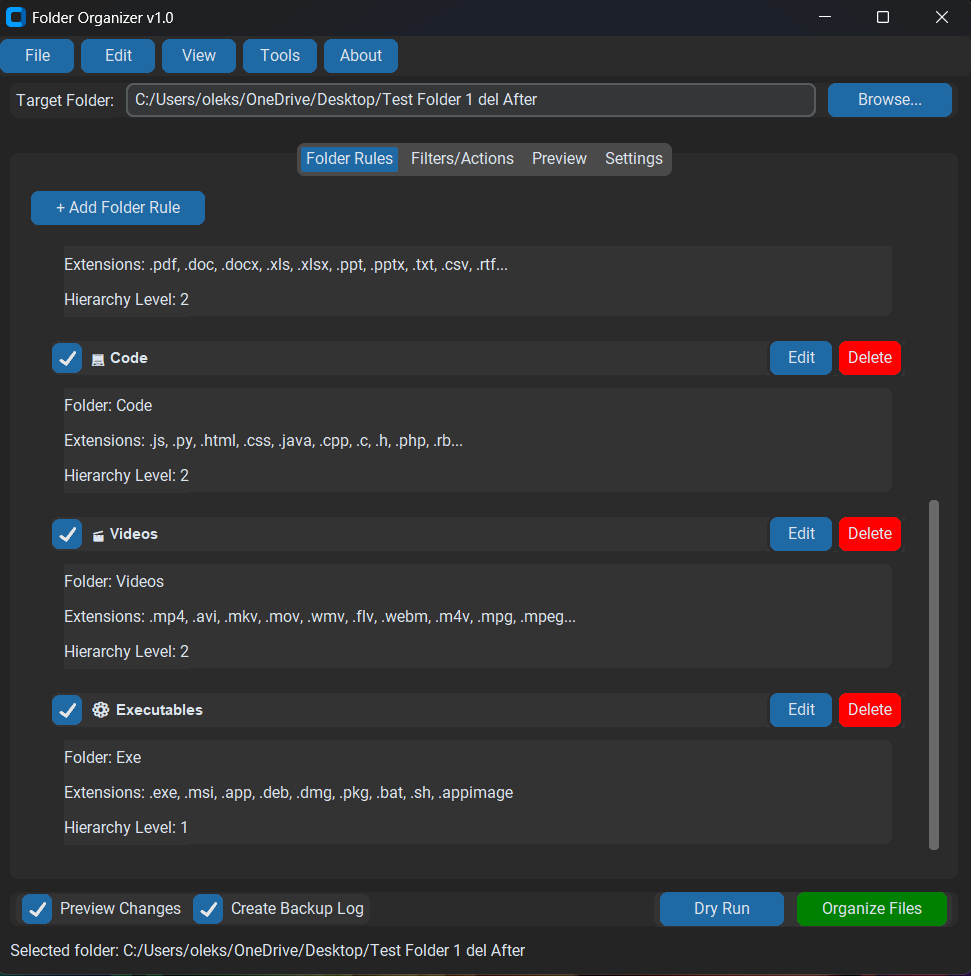 Folder Organizer v1.0
File Edit View Tools About
Target Folder: C:/Users/oleks/OneDrive/Desktop/Test Folder 1 del After Browse...
Folder Rules Filters/Actions Preview Settings
+ Add Folder Rule
Extensions: .pdf, .doc, .docx, .xls, .xlsx, .ppt, .pptx, .txt, .csv, .rtf...
Hierarchy Level: 2
Code Edit Delete
Folder: Code
Extensions: .js, .py, .html, .css, .java, .cpp, .c, .h, .php, .rb...
Hierarchy Level: 2
Videos Edit Delete
Folder: Videos
Extensions: .mp4, .avi, .mkv, .mov, .wmv, .flv, .webm, .m4v, .mpg, .mpeg...
Hierarchy Level: 2
Executables Edit Delete
Folder: Exe
Extensions: .exe, .msi, .app, .deb, .dmg, .pkg, .bat, .sh, .appimage
Hierarchy Level: 1
Preview Changes Create Backup Log Dry Run Organize Files
Selected folder: C:/Users/oleks/OneDrive/Desktop/Test Folder 1 del After